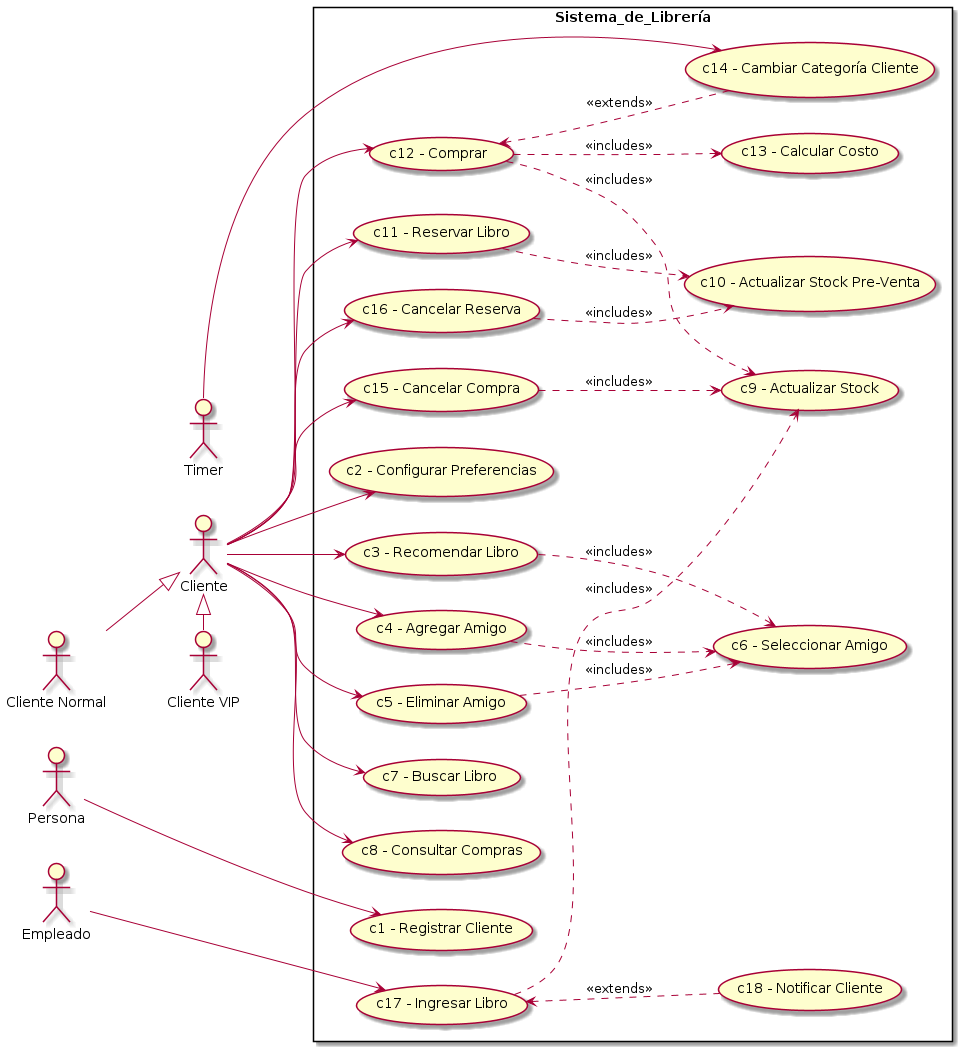 Sistema_de_Librería
c14 - Cambiar Categoría Cliente
«extends»
c12 - Comprar
«includes»
c13 - Calcular Costo
«includes»
c11 - Reservar Libro
«includes»
c10 - Actualizar Stock Pre-Venta
c16 - Cancelar Reserva
«includes»
c15 - Cancelar Compra
«includes»
c9 - Actualizar Stock
Timer
c2 - Configurar Preferencias
c3 - Recomendar Libro
«includes»
Cliente
«includes»
c4 - Agregar Amigo
«includes»
c6 - Seleccionar Amigo
«includes»
Cliente Normal
Cliente VIP
c5 - Eliminar Amigo
c7 - Buscar Libro
Persona
c8 - Consultar Compras
c1 - Registrar Cliente
Empleado
c17 - Ingresar Libro
«extends»
c18 - Notificar Cliente